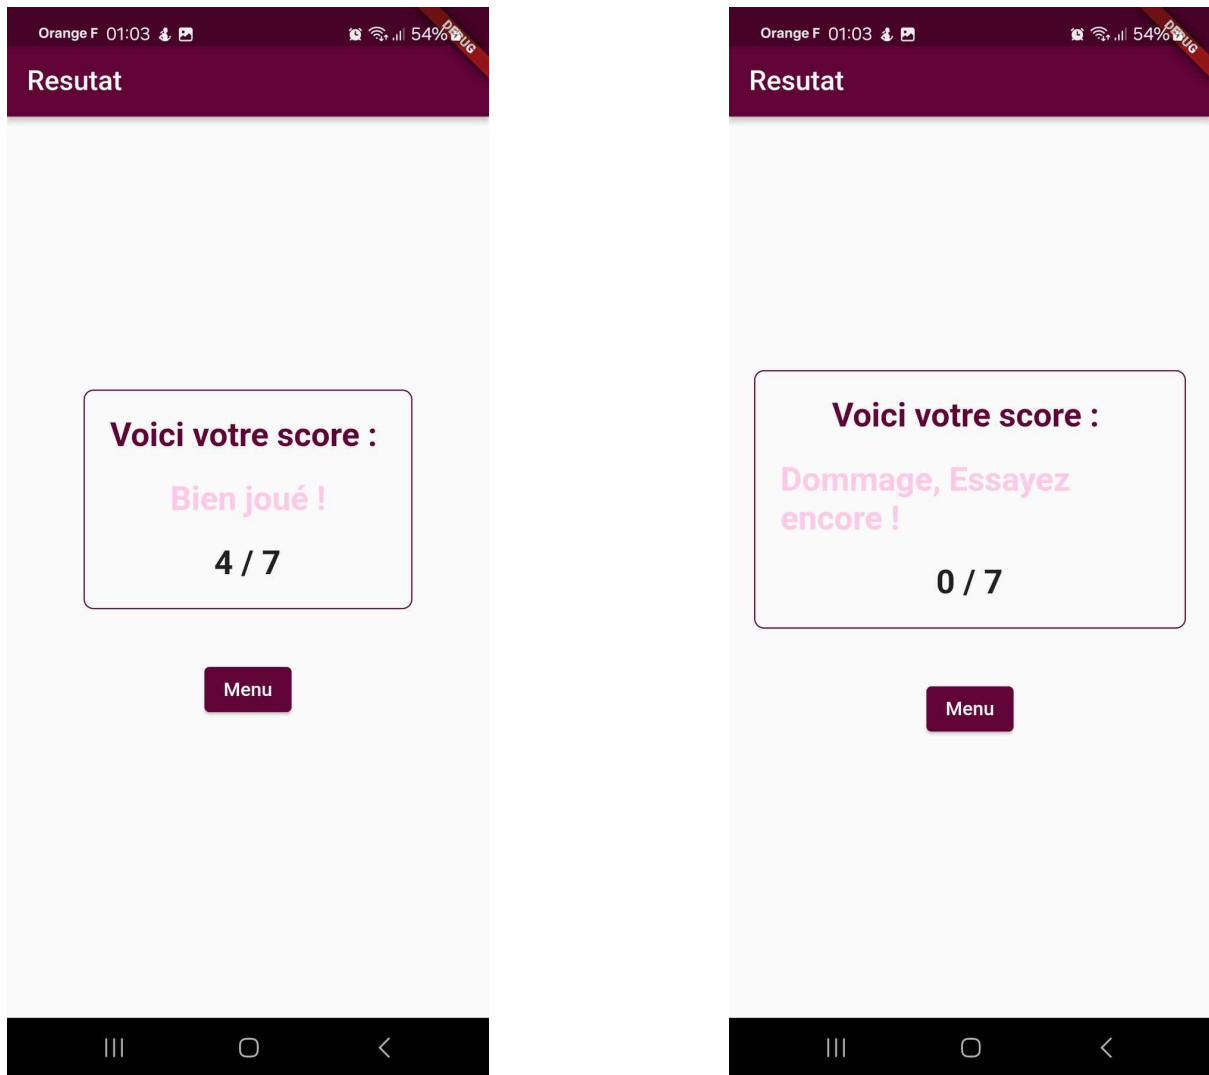 Orange F 01:03 54%
DEBUG
Resutat
Voici votre score :
Bien joué !
4 / 7
Menu
Orange F 01:03 54%
DEBUG
Resutat
Voici votre score :
Dommage, Essayez
encore !
0 / 7
Menu